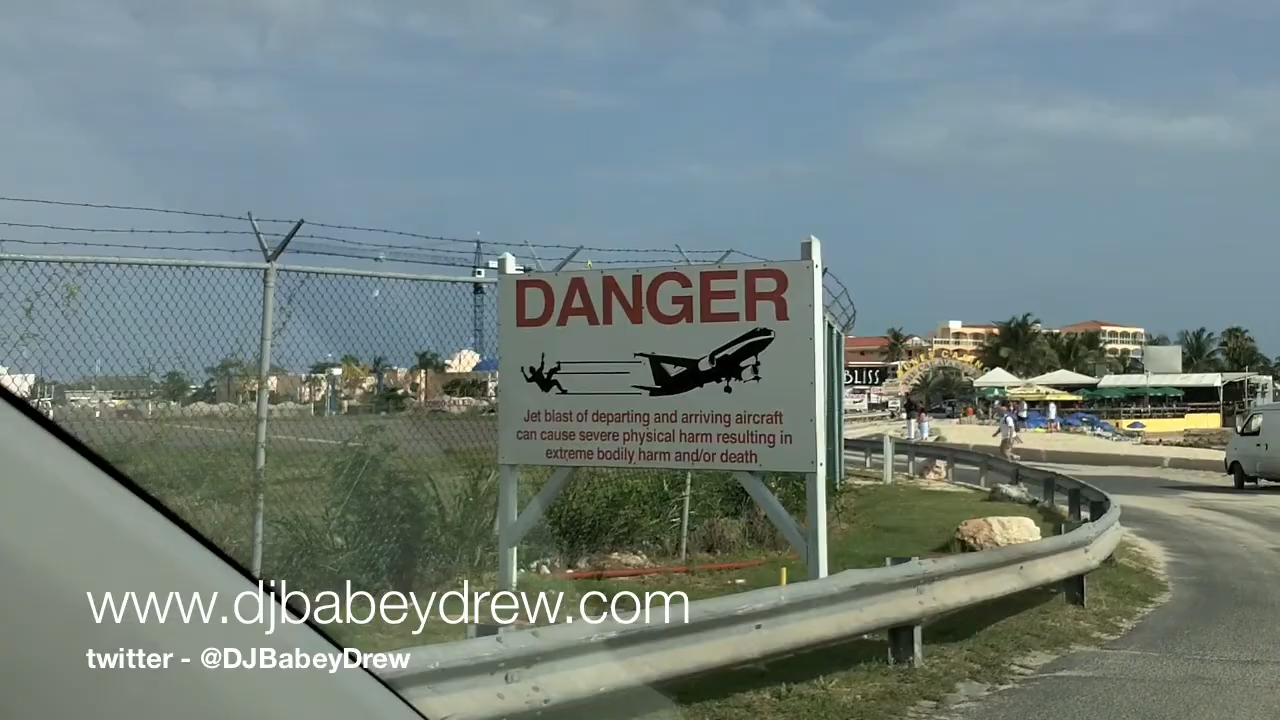 DANGER
Jet blast of departing and arriving aircraft
can cause severe physical harm resulting in
extreme bodily harm and/or death
BLISS
www.djbabeydrew.com
twitter - @DJBabeyDrew